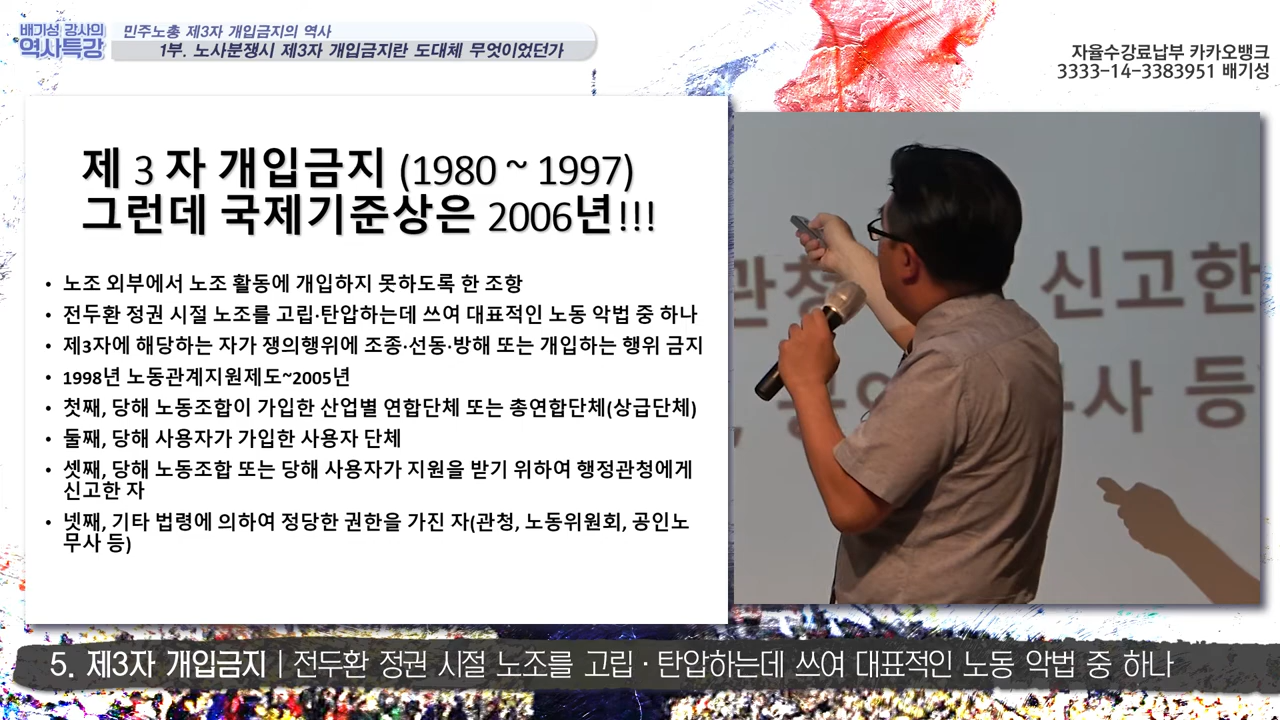 배기성 강사의
역사특강
민주노총 제3자 개입금지의 역사
1부. 노사분쟁시 제3자 개입금지란 도대체 무엇이었던가
자율수강료납부 카카오뱅크
3333-14-3383951 배기성
제 3 자 개입금지 (1980 ~ 1997)
그런데 국제기준상은 2006년!!!
• 노조 외부에서 노조 활동에 개입하지 못하도록 한 조항
• 전두환 정권 시절 노조를 고립·탄압하는데 쓰여 대표적인 노동 악법 중 하나
• 제3자에 해당하는 자가 쟁의행위에 조종·선동·방해 또는 개입하는 행위 금지
• 1998년 노동관계지원제도~2005년
• 첫째, 당해 노동조합이 가입한 산업별 연합단체 또는 총연합단체(상급단체)
• 둘째, 당해 사용자가 가입한 사용자 단체
• 셋째, 당해 노동조합 또는 당해 사용자가 지원을 받기 위하여 행정관청에게
신고한 자
• 넷째, 기타 법령에 의하여 정당한 권한을 가진 자(관청, 노동위원회, 공인노
무사 등)
관청 신고한
사 등
5. 제3자 개입금지 | 전두환 정권 시절 노조를 고립·탄압하는데 쓰여 대표적인 노동 악법 중 하나